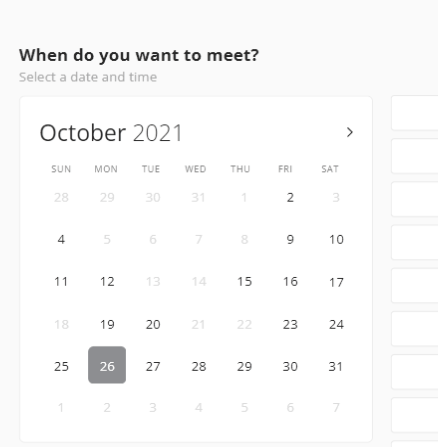 When do you want to meet?
Select a date and time
October 2021
SUN MON TUE WED THU FRI SAT
28 29 30 31 1 2 3
4 5 6 7 8 9 10
11 12 13 14 15 16 17
18 19 20 21 22 23 24
25 26 27 28 29 30 31
1 2 3 4 5 6 7